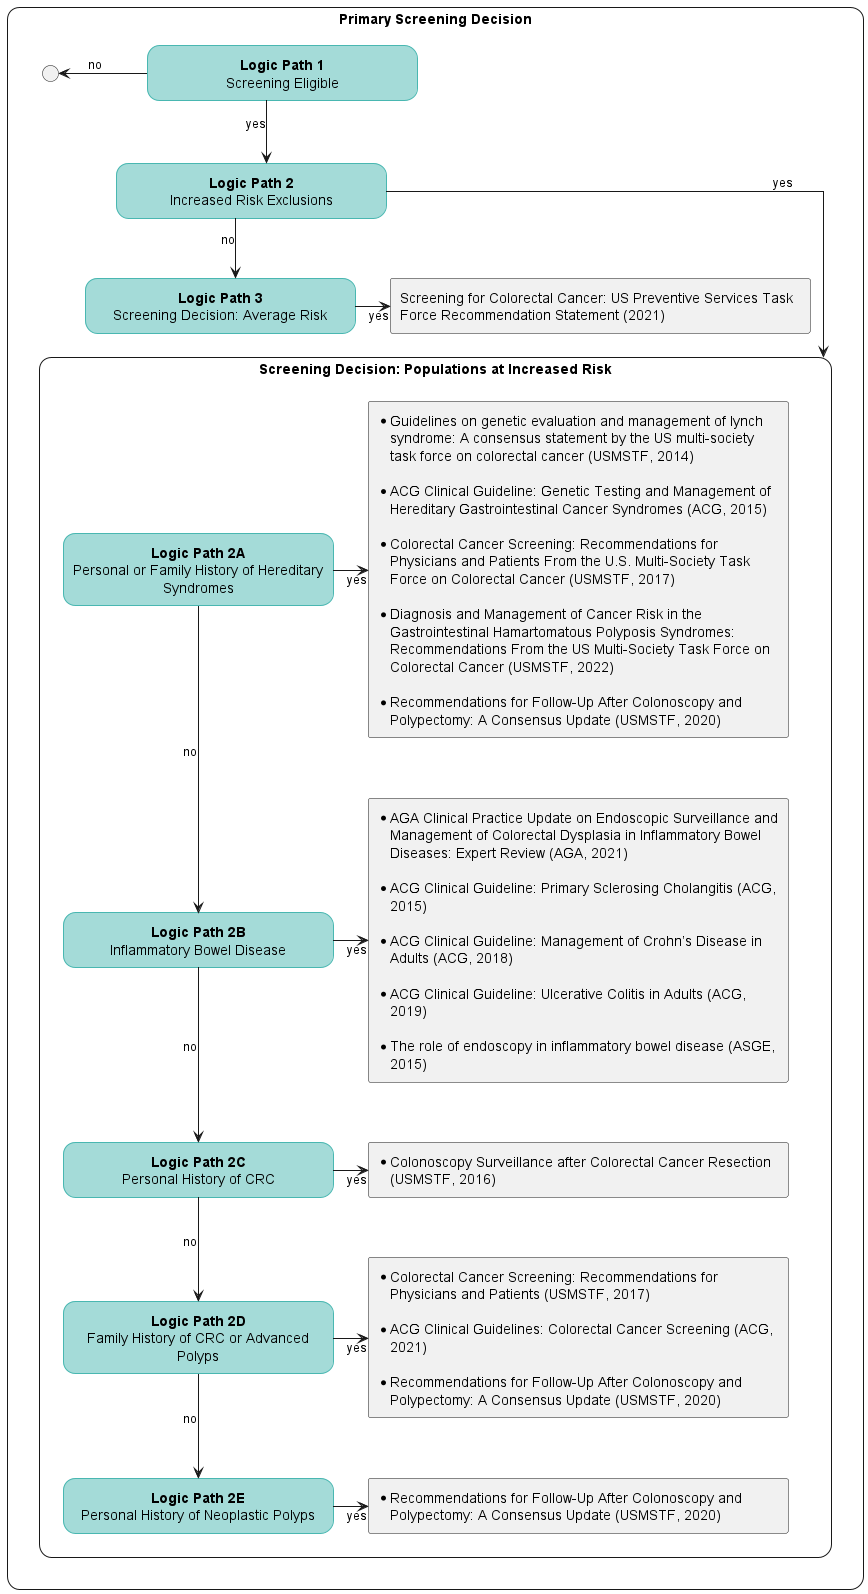 Primary Screening Decision
Logic Path 1
Screening Eligible
no
yes
Logic Path 2
Increased Risk Exclusions
yes
no
Logic Path 3
Screening Decision: Average Risk
yes
Screening for Colorectal Cancer: US Preventive Services Task
Force Recommendation Statement (2021)
Screening Decision: Populations at Increased Risk
Logic Path 2A
Personal or Family History of Hereditary
Syndromes
yes
• Guidelines on genetic evaluation and management of lynch
syndrome: A consensus statement by the US multi-society
task force on colorectal cancer (USMSTF, 2014)
• ACG Clinical Guideline: Genetic Testing and Management of
Hereditary Gastrointestinal Cancer Syndromes (ACG, 2015)
• Colorectal Cancer Screening: Recommendations for
Physicians and Patients From the U.S. Multi-Society Task
Force on Colorectal Cancer (USMSTF, 2017)
• Diagnosis and Management of Cancer Risk in the
Gastrointestinal Hamartomatous Polyposis Syndromes:
Recommendations From the US Multi-Society Task Force on
Colorectal Cancer (USMSTF, 2022)
• Recommendations for Follow-Up After Colonoscopy and
Polypectomy: A Consensus Update (USMSTF, 2020)
no
Logic Path 2B
Inflammatory Bowel Disease
yes
• AGA Clinical Practice Update on Endoscopic Surveillance and
Management of Colorectal Dysplasia in Inflammatory Bowel
Diseases: Expert Review (AGA, 2021)
• ACG Clinical Guideline: Primary Sclerosing Cholangitis (ACG,
2015)
• ACG Clinical Guideline: Management of Crohn's Disease in
Adults (ACG, 2018)
• ACG Clinical Guideline: Ulcerative Colitis in Adults (ACG,
2019)
• The role of endoscopy in inflammatory bowel disease (ASGE,
2015)
no
Logic Path 2C
Personal History of CRC
yes
• Colonoscopy Surveillance after Colorectal Cancer Resection
(USMSTF, 2016)
no
Logic Path 2D
Family History of CRC or Advanced
Polyps
yes
• Colorectal Cancer Screening: Recommendations for
Physicians and Patients (USMSTF, 2017)
• ACG Clinical Guidelines: Colorectal Cancer Screening (ACG,
2021)
• Recommendations for Follow-Up After Colonoscopy and
Polypectomy: A Consensus Update (USMSTF, 2020)
no
Logic Path 2E
Personal History of Neoplastic Polyps
yes
• Recommendations for Follow-Up After Colonoscopy and
Polypectomy: A Consensus Update (USMSTF, 2020)